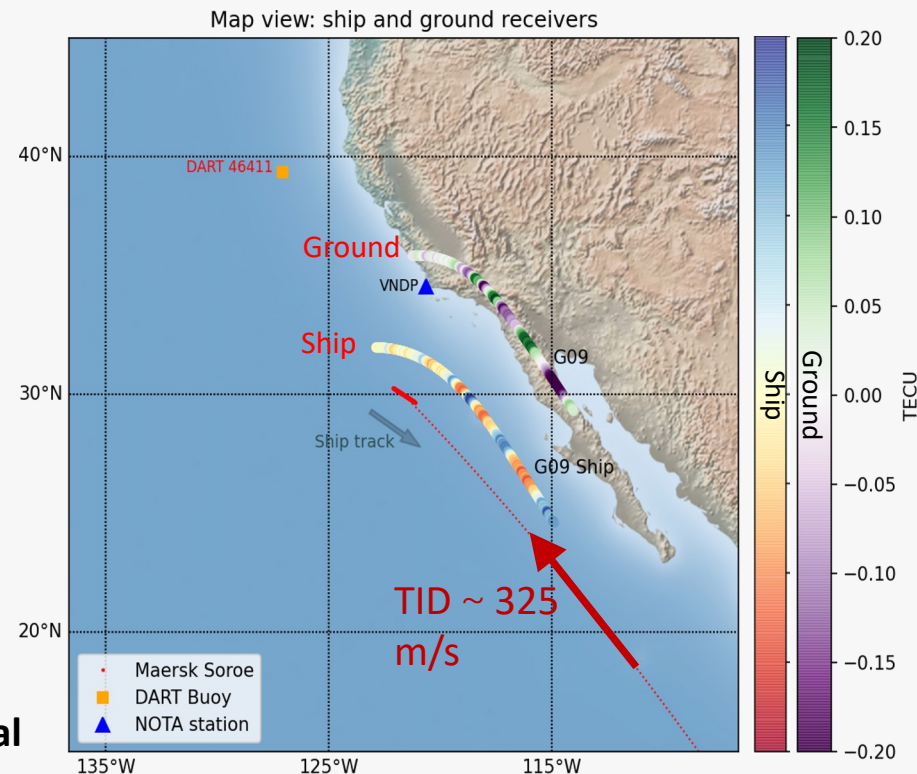 Map view: ship and ground receivers
40°N
30°N
20°N
135°W
125°W
115°W
DART 46411
Ground
VNDP
Ship
G09
Ship track
G09 Ship
TID ~ 325
m/s
Maersk Soroe
DART Buoy
NOTA station
al
Ship
Ground
0.20
0.15
0.10
0.05
0.00
−0.05
−0.10
−0.15
−0.20
TECU